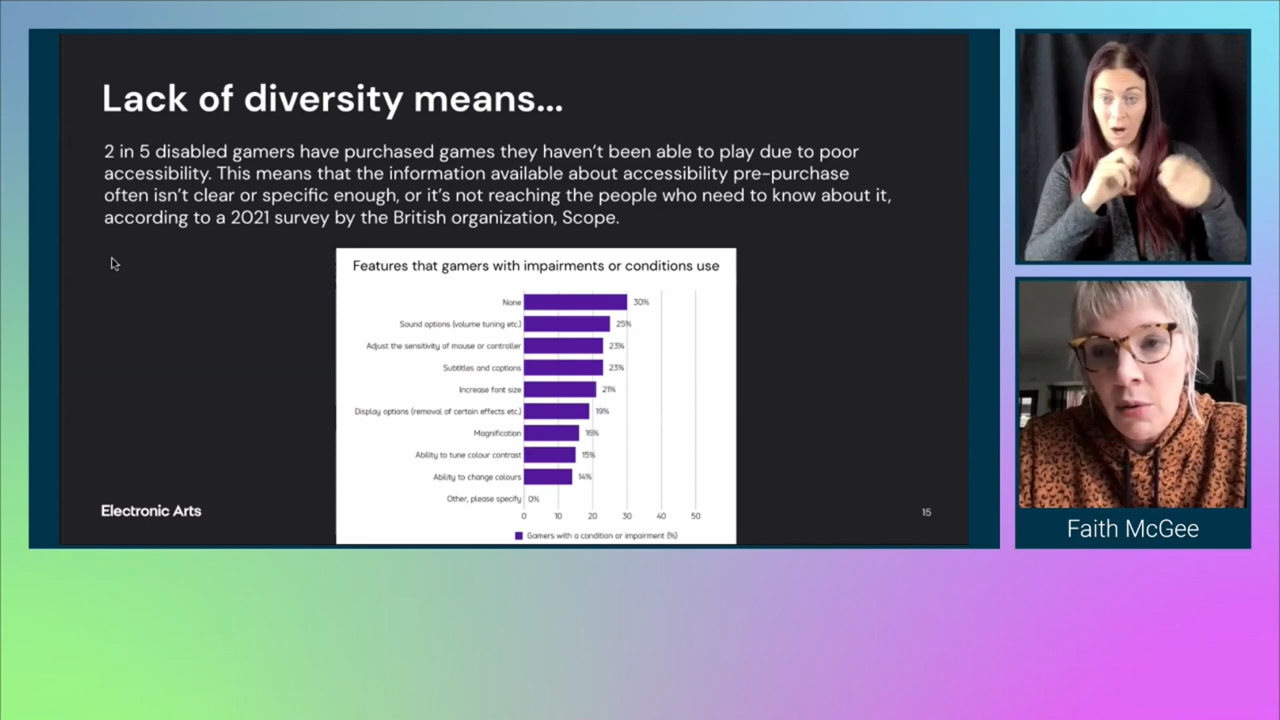 Lack of diversity means...
2 in 5 disabled gamers have purchased games they haven't been able to play due to poor
accessibility. This means that the information available about accessibility pre-purchase
often isn't clear or specific enough, or it's not reaching the people who need to know about it,
according to a 2021 survey by the British organization, Scope.
Features that gamers with impairments or conditions use
None 30%
Sound options (volume tuning etc.) 25%
Adjust the sensitivity of mouse or controller 23%
Subtitles and captions 23%
Increase font size 21%
Display options (removal of certain effects etc.) 19%
Magnification 16%
Ability to tune colour contrast 15%
Ability to change colours 14%
Other, please specify 0%
0 10 20 30 40 50
Gamers with a condition or impairment (%)
Electronic Arts
15
Faith McGee